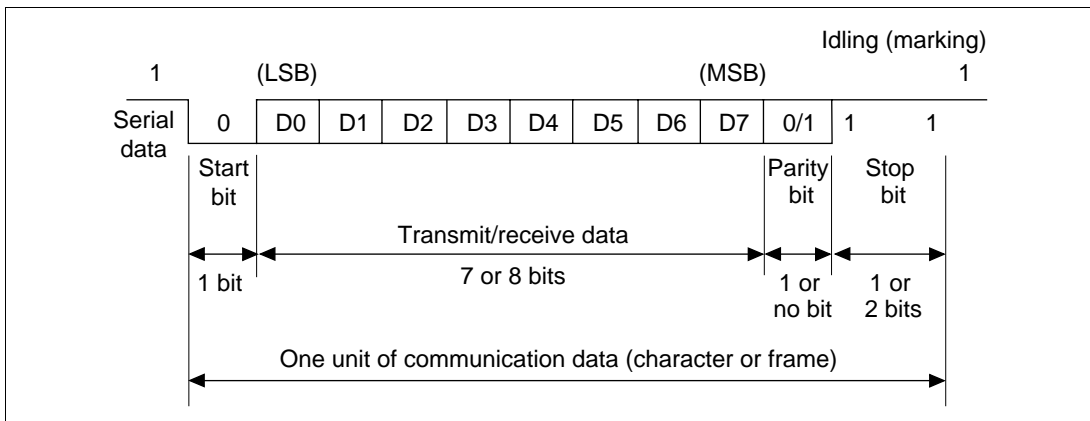 Idling (marking)
1 (LSB) (MSB) 1
Serial data 0 D0 D1 D2 D3 D4 D5 D6 D7 0/1 1 1
Start bit
Parity bit
Stop bit
Transmit/receive data
1 bit
7 or 8 bits
1 or no bit
1 or 2 bits
One unit of communication data (character or frame)